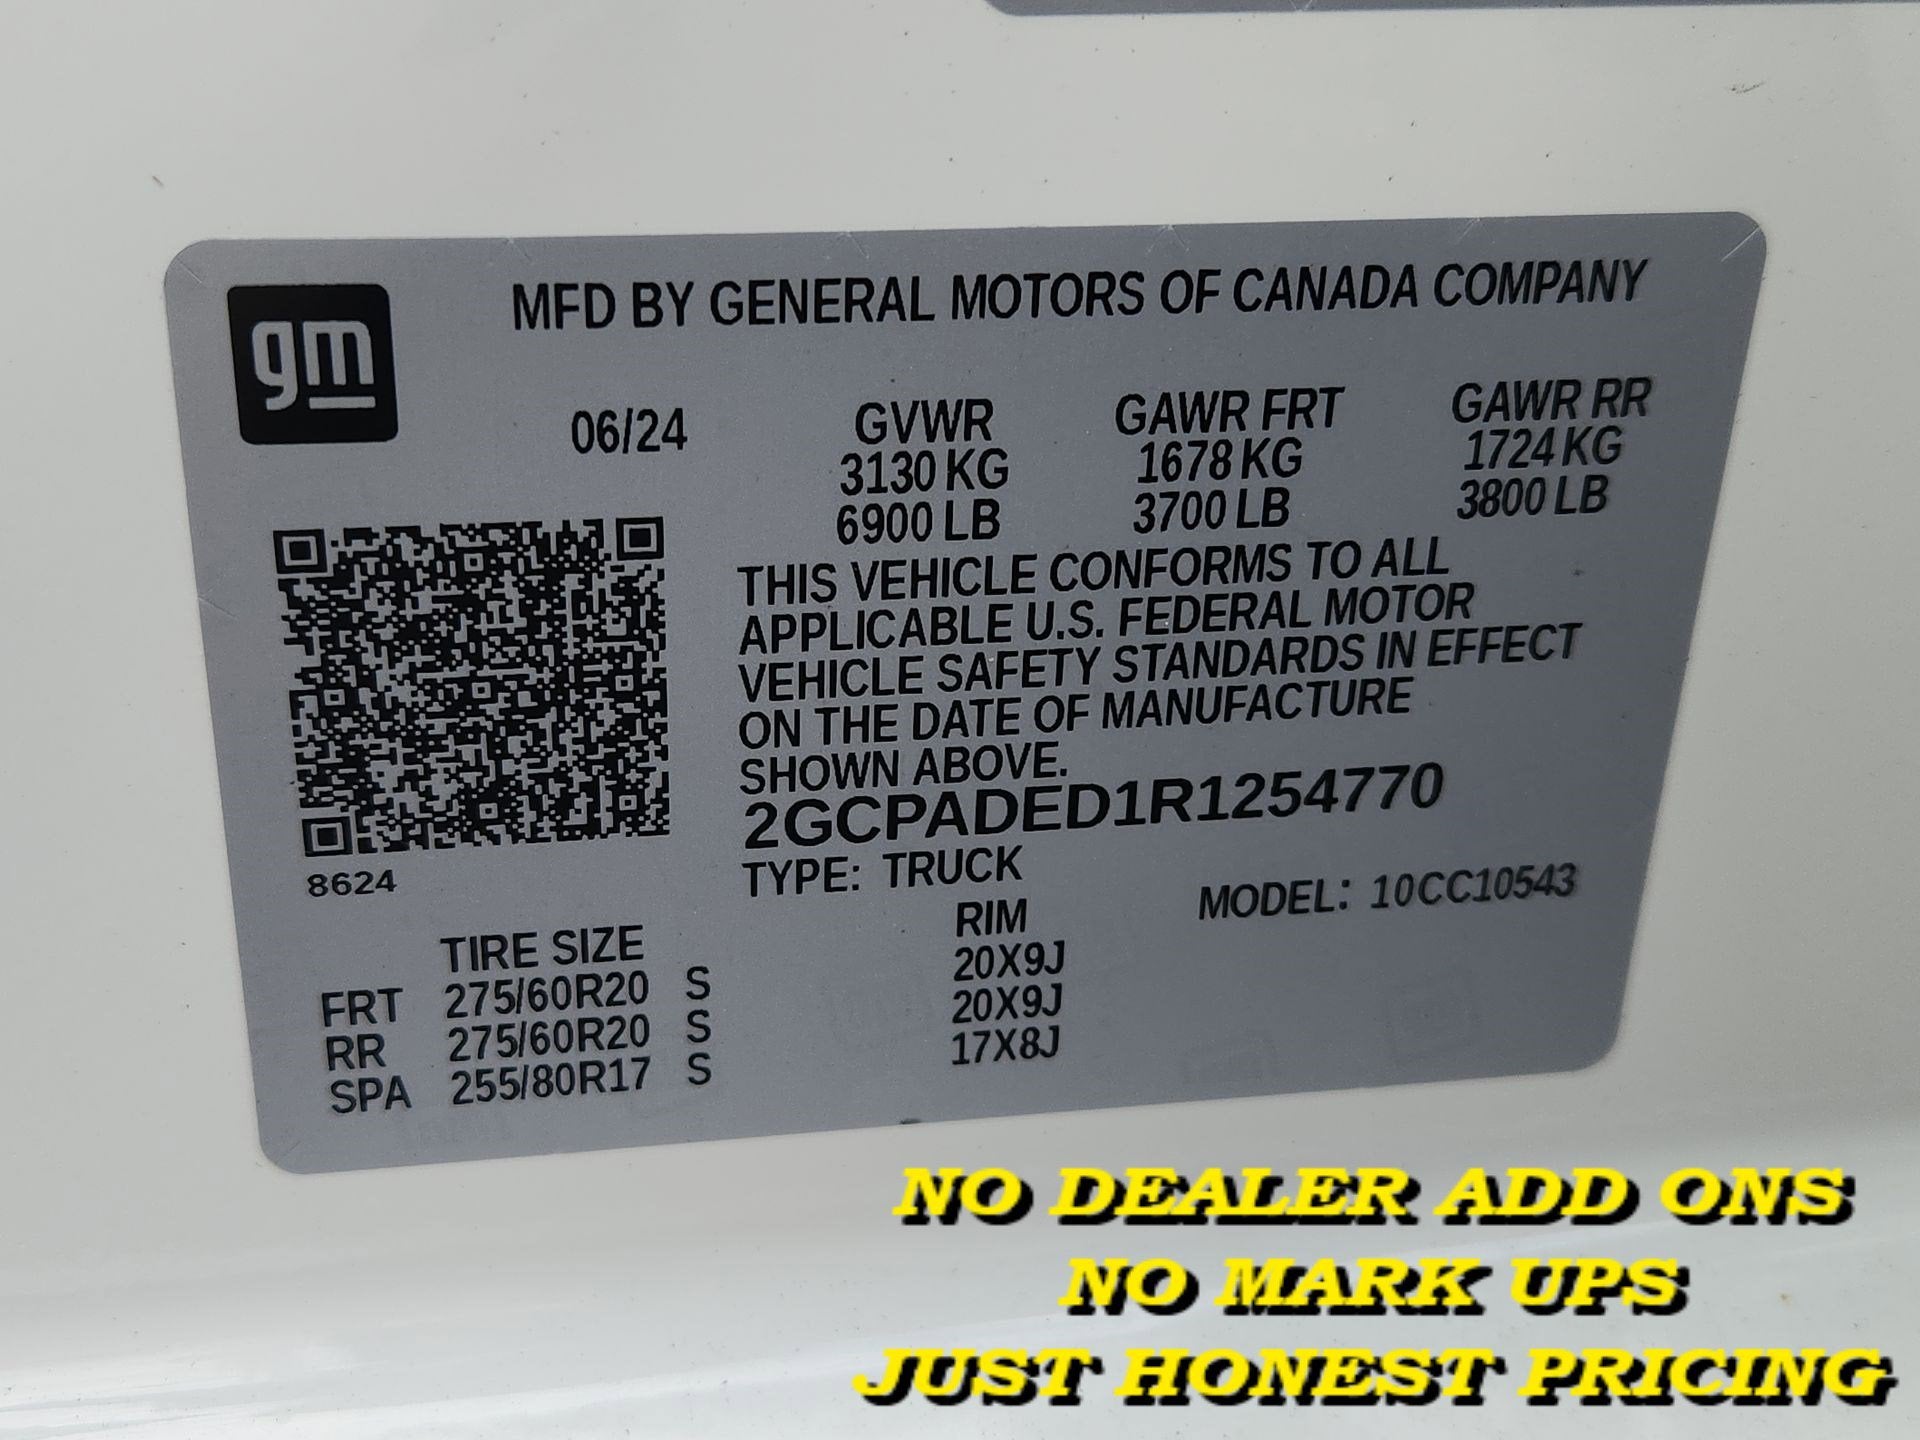 gm
MFD BY GENERAL MOTORS OF CANADA COMPANY
06/24 GVWR GAWR FRT GAWR RR
3130 KG 1678 KG 1724 KG
6900 LB 3700 LB 3800 LB
THIS VEHICLE CONFORMS TO ALL
APPLICABLE U.S. FEDERAL MOTOR
VEHICLE SAFETY STANDARDS IN EFFECT
ON THE DATE OF MANUFACTURE
SHOWN ABOVE.
2GCPADED1R1254770
8624
TYPE: TRUCK
MODEL: 10CC10543
TIRE SIZE RIM
FRT 275/60R20 S 20X9J
RR 275/60R20 S 20X9J
SPA 255/80R17 S 17X8J
NO DEALER ADD ONS
NO MARK UPS
JUST HONEST PRICING